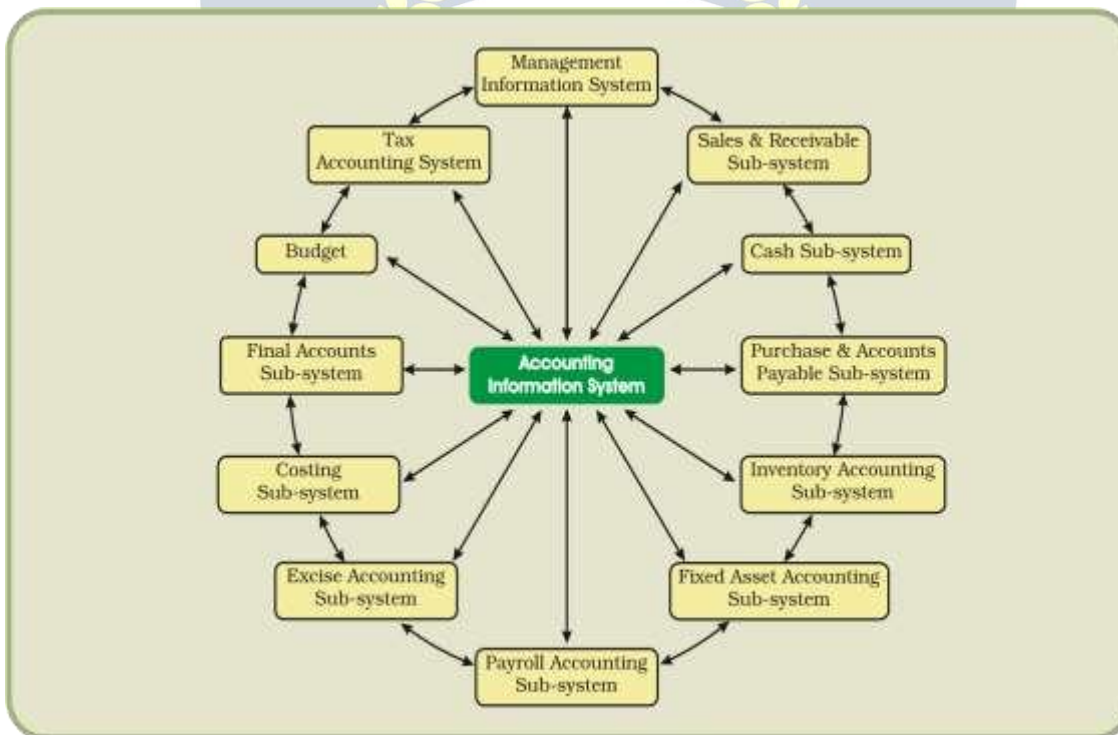 Management
Information System
Tax
Accounting System
Sales & Receivable
Sub-system
Budget
Cash Sub-system
Final Accounts
Sub-system
Accounting
Information System
Purchase & Accounts
Payable Sub-system
Costing
Sub-system
Inventory Accounting
Sub-system
Excise Accounting
Sub-system
Fixed Asset Accounting
Sub-system
Payroll Accounting
Sub-system